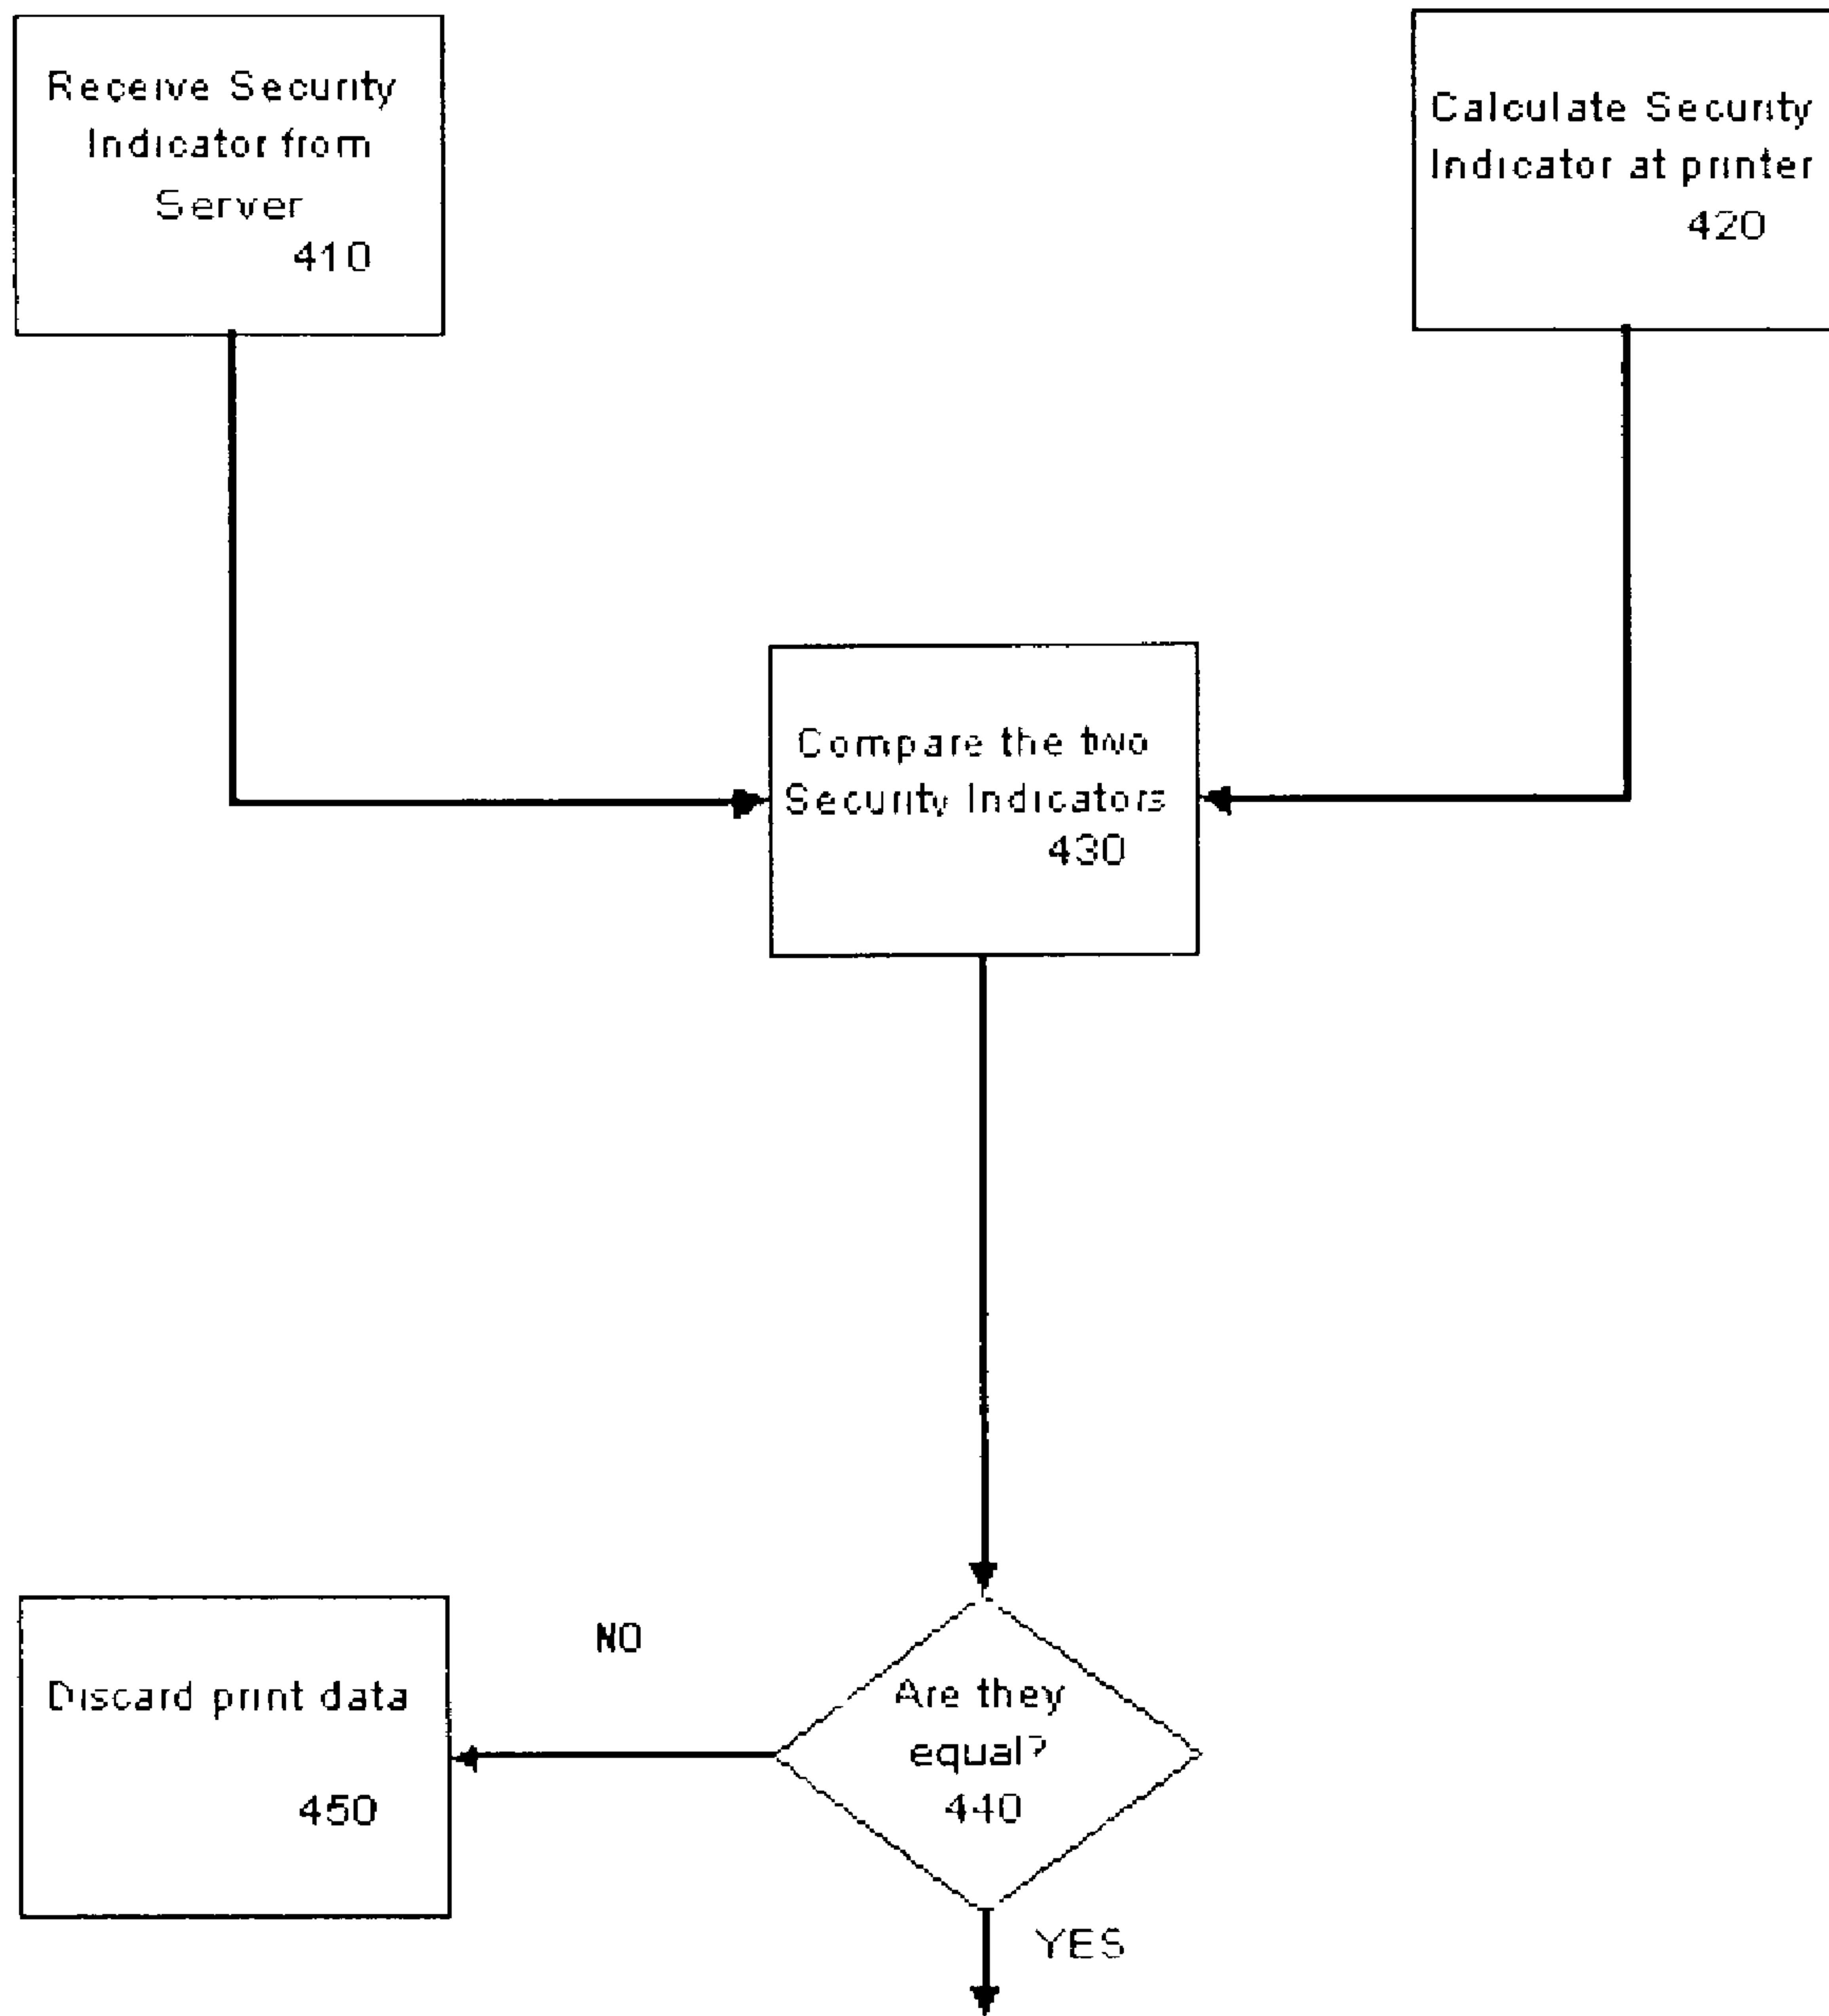 Receive Security
Indicator from
Server
410
Calculate Security
Indicator at printer
420
Compare the two
Security Indicators
430
NO
Discard print data
450
Are they
equal?
440
YES